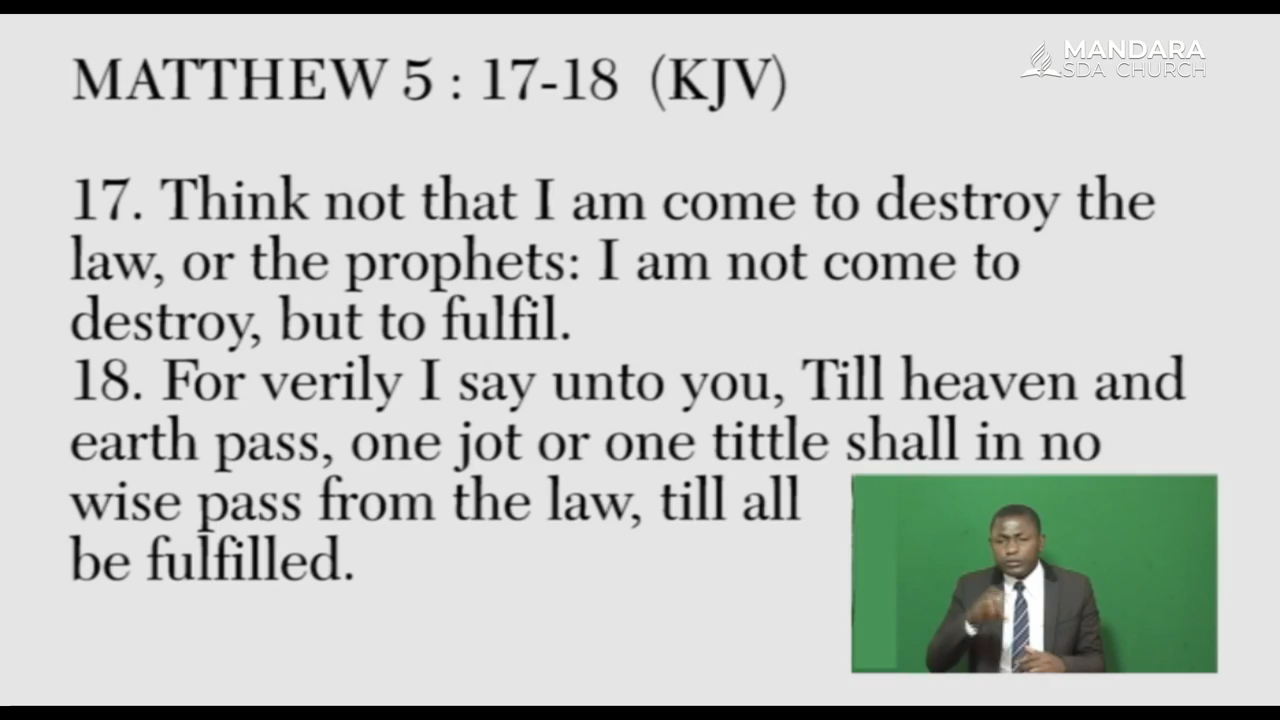 MANDARA
SDA CHURCH
MATTHEW 5 : 17-18 (KJV)
17. Think not that I am come to destroy the
law, or the prophets: I am not come to
destroy, but to fulfil.
18. For verily I say unto you, Till heaven and
earth pass, one jot or one tittle shall in no
wise pass from the law, till all
be fulfilled.